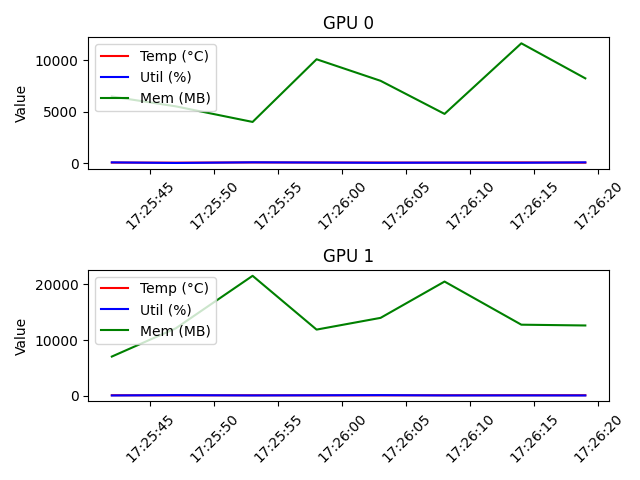 GPU 0
Temp (°C)
Util (%)
Mem (MB)
Value
10000
5000
0
17:25:45
17:25:50
17:25:55
17:26:00
17:26:05
17:26:10
17:26:15
17:26:20
GPU 1
Temp (°C)
Util (%)
Mem (MB)
Value
20000
10000
0
17:25:45
17:25:50
17:25:55
17:26:00
17:26:05
17:26:10
17:26:15
17:26:20